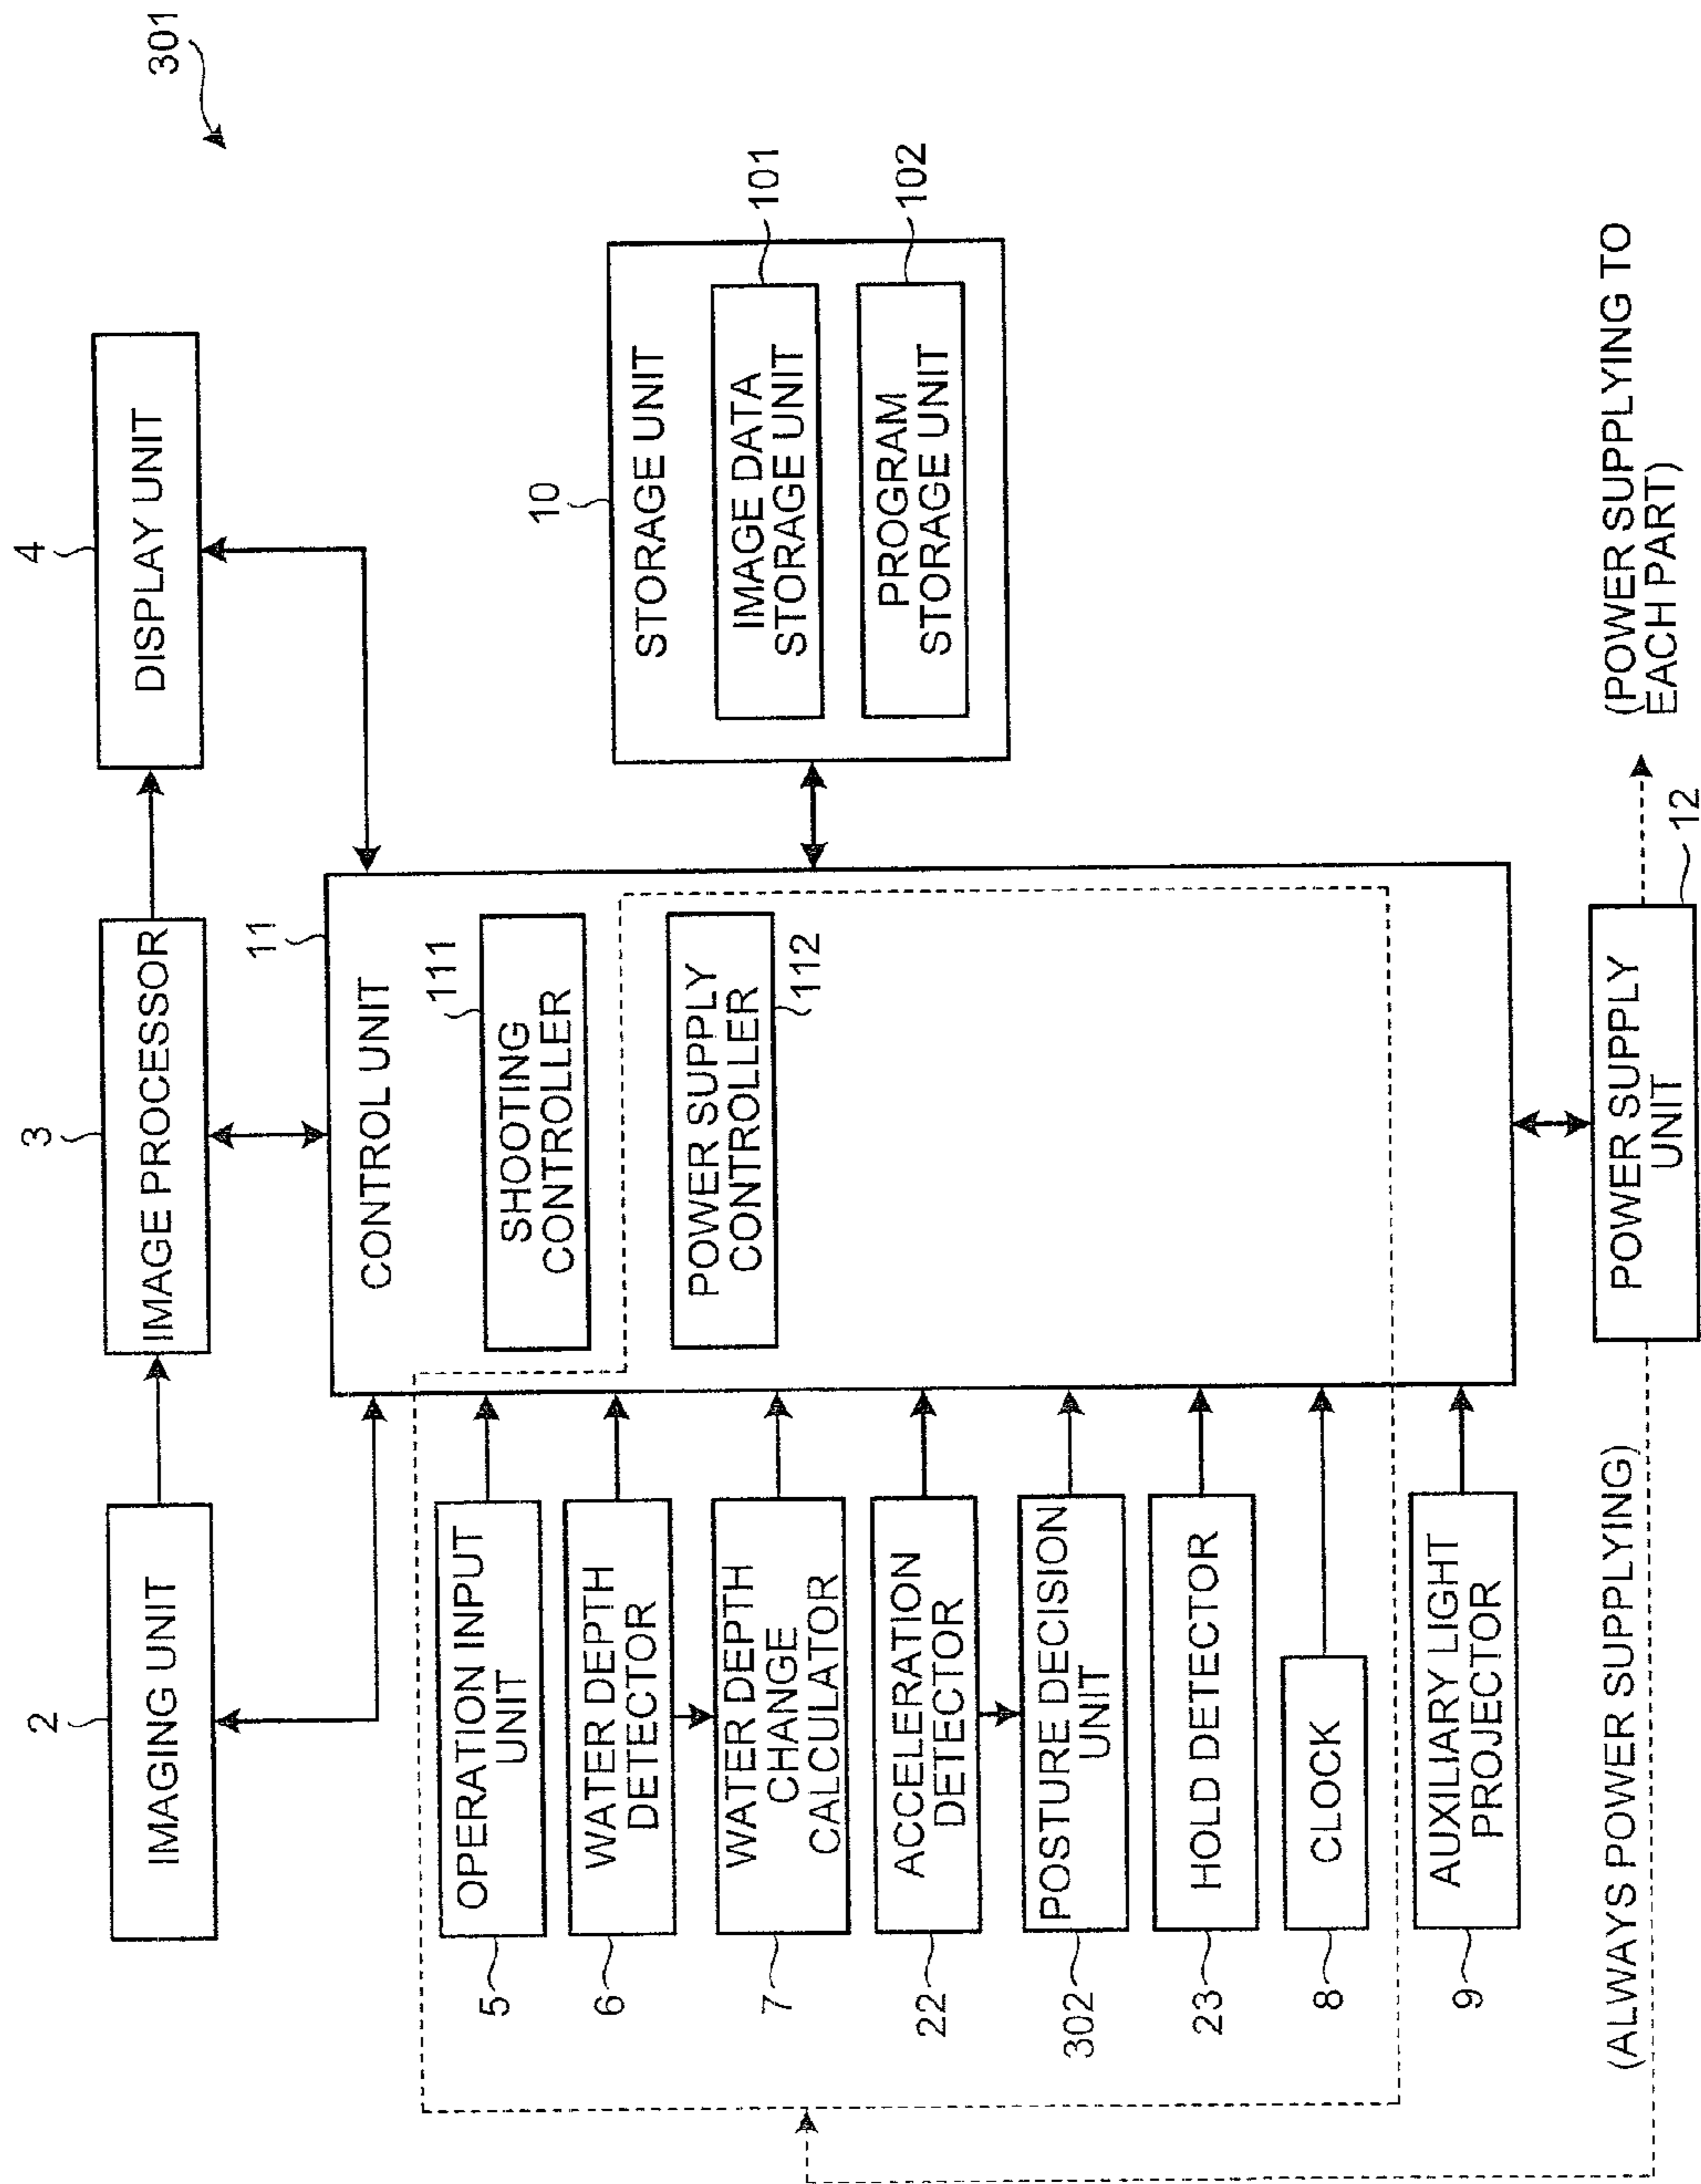 301
2
IMAGING UNIT
3
IMAGE PROCESSOR
4
DISPLAY UNIT
11
CONTROL UNIT
111
SHOOTING
CONTROLLER
POWER SUPPLY
CONTROLLER
112
10
STORAGE UNIT
IMAGE DATA
STORAGE UNIT
101
PROGRAM
STORAGE UNIT
102
5
OPERATION INPUT
UNIT
6
WATER DEPTH
DETECTOR
7
WATER DEPTH
CHANGE
CALCULATOR
22
ACCELERATION
DETECTOR
302
POSTURE DECISION
UNIT
23
HOLD DETECTOR
8
CLOCK
9
AUXILIARY LIGHT
PROJECTOR
(ALWAYS POWER SUPPLYING)
POWER SUPPLY
UNIT
12
(POWER SUPPLYING TO
EACH PART)